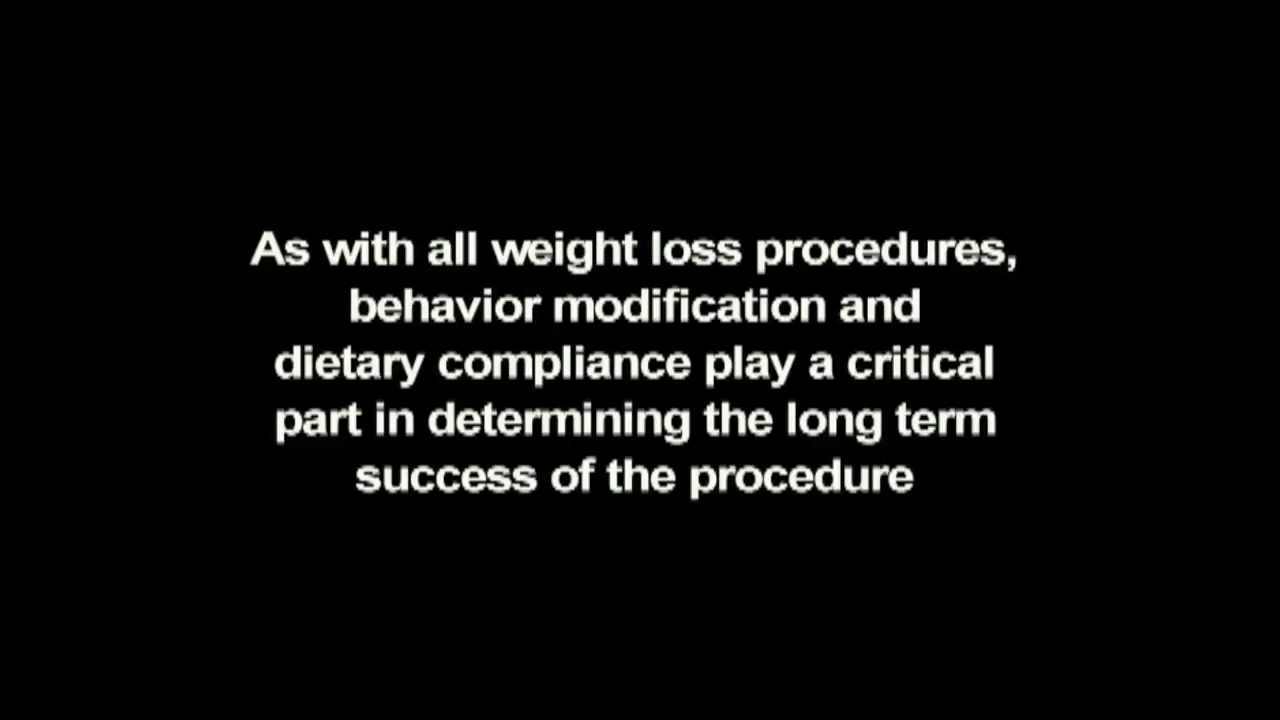 As with all weight loss procedures,
behavior modification and
dietary compliance play a critical
part in determining the long term
success of the procedure